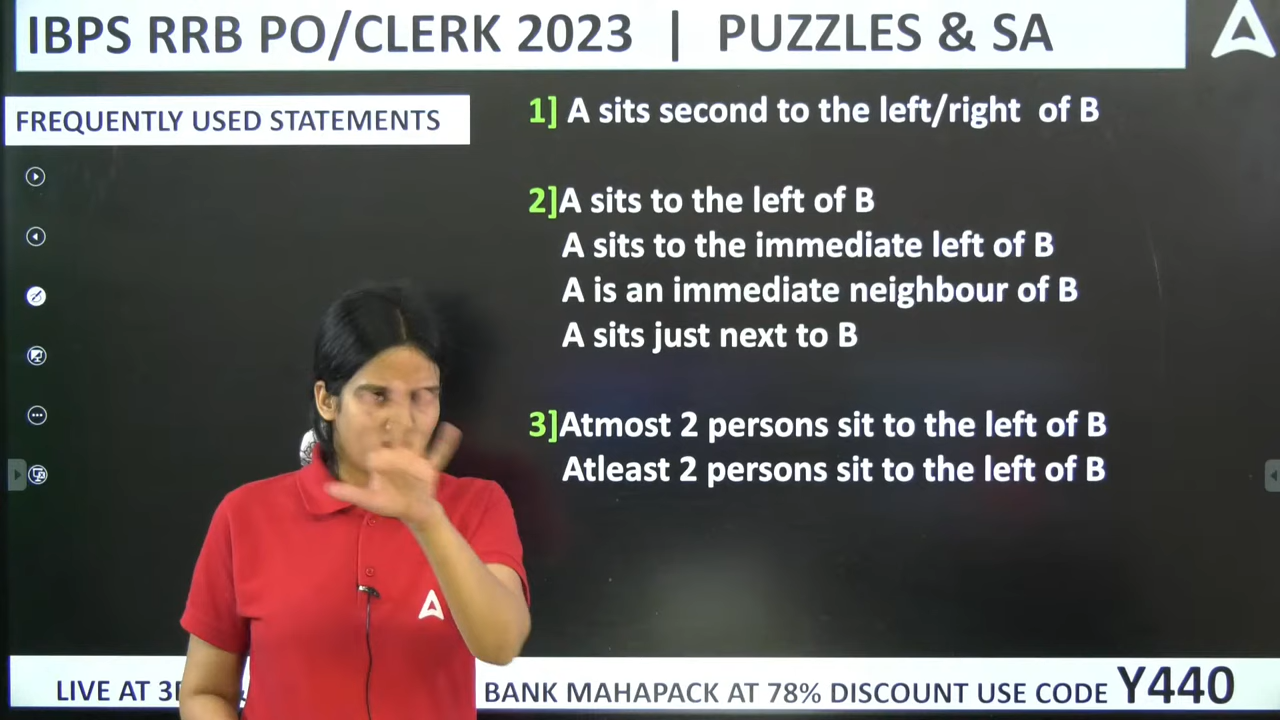 IBPS RRB PO/CLERK 2023 | PUZZLES & SA
FREQUENTLY USED STATEMENTS
1] A sits second to the left/right of B
2]A sits to the left of B
A sits to the immediate left of B
A is an immediate neighbour of B
A sits just next to B
3]Atmost 2 persons sit to the left of B
Atleast 2 persons sit to the left of B
LIVE AT
BANK MAHAPACK AT 78% DISCOUNT USE CODE Y440